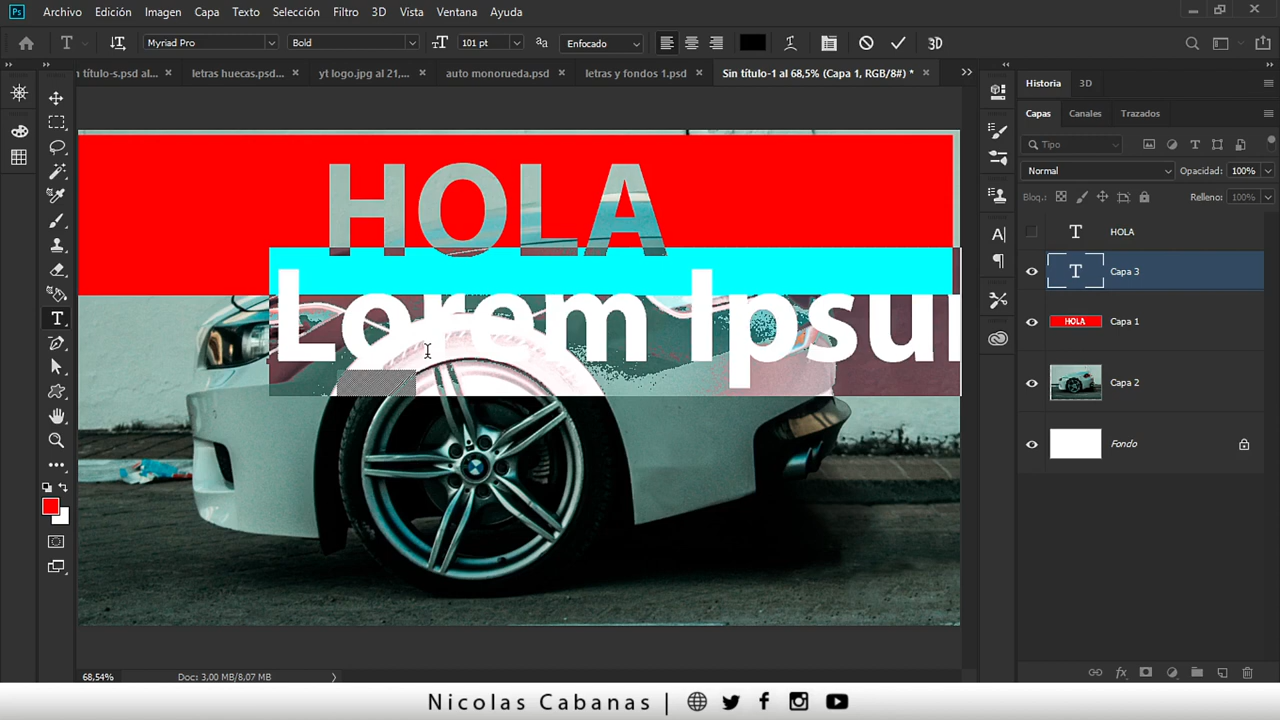 Ps Archivo Edición Imagen Capa Texto Selección Filtro 3D Vista Ventana Ayuda
T Myriad Pro Bold 101 pt aa Enfocado 3D
n título-s.psd al... × letras huecas.psd... × yt logo.jpg al 21,... × auto monorueda.psd × letras y fondos 1.psd × Sin título-1 al 68,5% (Capa 1, RGB/8#) * ×
Historia 3D
Capas Canales Trazados
Tipo
Normal Opacidad: 100%
Bloq.: Relleno: 100%
T HOLA
T Capa 3
HOLA Capa 1
Capa 2
Fondo
HOLA
Lorem Ipsu
68,54% Doc: 3,00 MB/8,07 MB
Nicolas Cabanas |